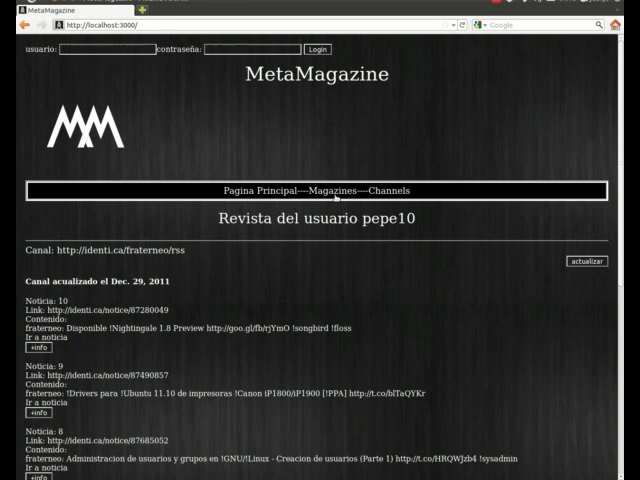 MetaMagazine
http://localhost:3000/
Google
usuario:
contraseña:
Login
MetaMagazine
MM
Pagina Principal----Magazines----Channels
Revista del usuario pepe10
Canal: http://identi.ca/fraterneo/rss
actualizar
Canal acualizado el Dec. 29, 2011
Noticia: 10
Link: http://identi.ca/notice/87280049
Contenido:
fraterneo: Disponible !Nightingale 1.8 Preview http://goo.gl/fb/rjYmO !songbird !floss
Ir a noticia
+info
Noticia: 9
Link: http://identi.ca/notice/87490857
Contenido:
fraterneo: !Drivers para !Ubuntu 11.10 de impresoras !Canon iP1800/iP1900 [!PPA] http://t.co/blTaQYKr
Ir a noticia
+info
Noticia: 8
Link: http://identi.ca/notice/87685052
Contenido:
fraterneo: Administracion de usuarios y grupos en !GNU/!Linux - Creacion de usuarios (Parte 1) http://t.co/HRQWJzb4 !sysadmin
Ir a noticia
+info